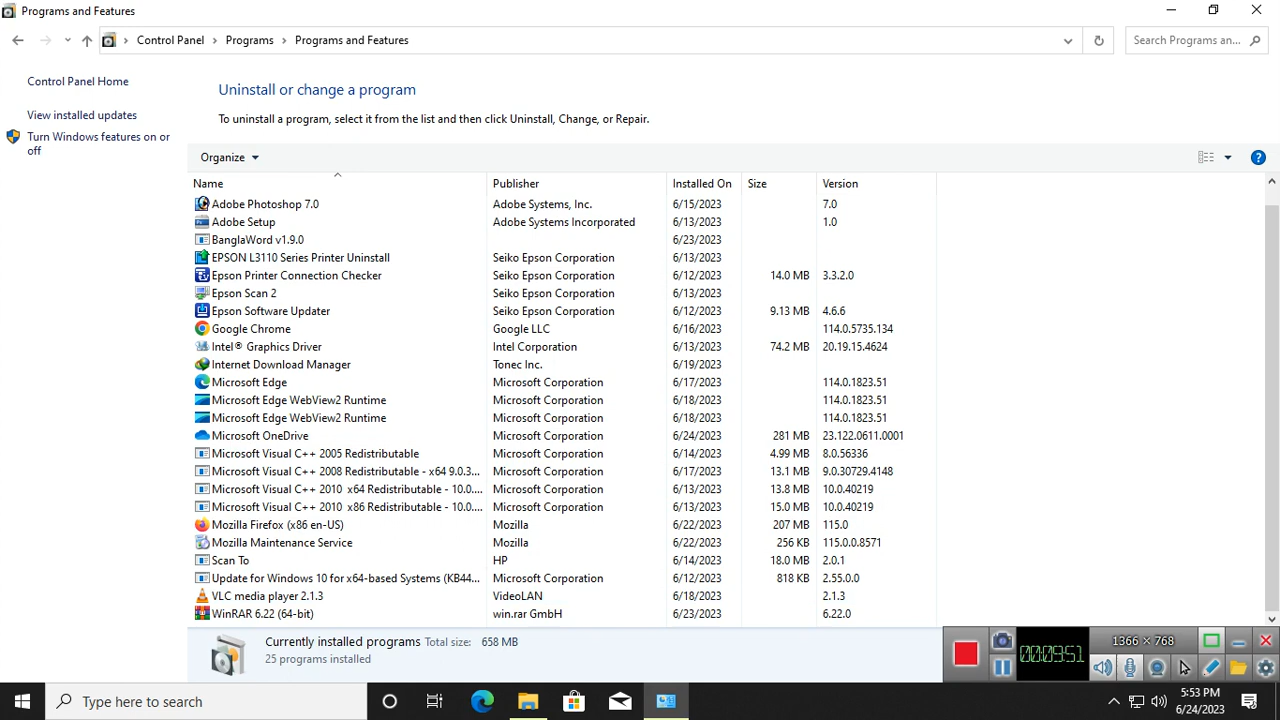 Programs and Features
Control Panel > Programs > Programs and Features
Search Programs an...
Control Panel Home
View installed updates
Turn Windows features on or
off
Uninstall or change a program
To uninstall a program, select it from the list and then click Uninstall, Change, or Repair.
Organize
Name Publisher Installed On Size Version
Adobe Photoshop 7.0 Adobe Systems, Inc. 6/15/2023 7.0
Adobe Setup Adobe Systems Incorporated 6/13/2023 1.0
BanglaWord v1.9.0 6/23/2023
EPSON L3110 Series Printer Uninstall Seiko Epson Corporation 6/13/2023
Epson Printer Connection Checker Seiko Epson Corporation 6/12/2023 14.0 MB 3.3.2.0
Epson Scan 2 Seiko Epson Corporation 6/13/2023
Epson Software Updater Seiko Epson Corporation 6/12/2023 9.13 MB 4.6.6
Google Chrome Google LLC 6/16/2023 114.0.5735.134
Intel® Graphics Driver Intel Corporation 6/13/2023 74.2 MB 20.19.15.4624
Internet Download Manager Tonec Inc. 6/19/2023
Microsoft Edge Microsoft Corporation 6/17/2023 114.0.1823.51
Microsoft Edge WebView2 Runtime Microsoft Corporation 6/18/2023 114.0.1823.51
Microsoft Edge WebView2 Runtime Microsoft Corporation 6/18/2023 114.0.1823.51
Microsoft OneDrive Microsoft Corporation 6/24/2023 281 MB 23.122.0611.0001
Microsoft Visual C++ 2005 Redistributable Microsoft Corporation 6/14/2023 4.99 MB 8.0.56336
Microsoft Visual C++ 2008 Redistributable - x64 9.0.3... Microsoft Corporation 6/17/2023 13.1 MB 9.0.30729.4148
Microsoft Visual C++ 2010 x64 Redistributable - 10.0.... Microsoft Corporation 6/13/2023 13.8 MB 10.0.40219
Microsoft Visual C++ 2010 x86 Redistributable - 10.0.... Microsoft Corporation 6/13/2023 15.0 MB 10.0.40219
Mozilla Firefox (x86 en-US) Mozilla 6/22/2023 207 MB 115.0
Mozilla Maintenance Service Mozilla 6/22/2023 256 KB 115.0.0.8571
Scan To HP 6/14/2023 18.0 MB 2.0.1
Update for Windows 10 for x64-based Systems (KB44... Microsoft Corporation 6/12/2023 818 KB 2.55.0.0
VLC media player 2.1.3 VideoLAN 6/18/2023 2.1.3
WinRAR 6.22 (64-bit) win.rar GmbH 6/23/2023 6.22.0
Currently installed programs Total size: 658 MB
25 programs installed
00:09:51
1366 × 768
Type here to search
5:53 PM
6/24/2023